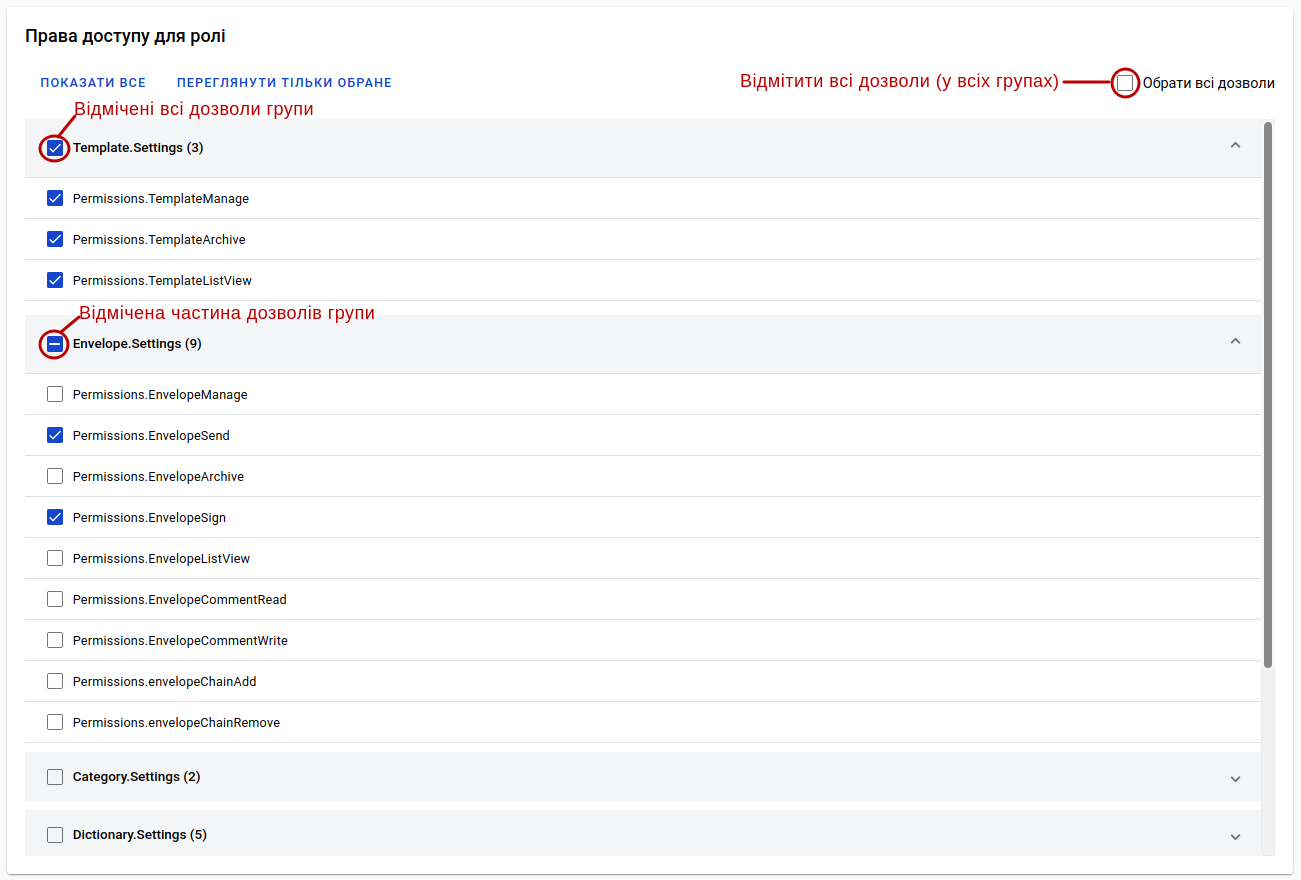 Права доступу для ролі
ПОКАЗАТИ ВСЕ ПЕРЕГЛЯНУТИ ТІЛЬКИ ОБРАНЕ Відмітити всі дозволи (у всіх групах) Обрати всі дозволи
Відмічені всі дозволи групи
Template.Settings (3)
Permissions.TemplateManage
Permissions.TemplateArchive
Permissions.TemplateListView
Відмічена частина дозволів групи
Envelope.Settings (9)
Permissions.EnvelopeManage
Permissions.EnvelopeSend
Permissions.EnvelopeArchive
Permissions.EnvelopeSign
Permissions.EnvelopeListView
Permissions.EnvelopeCommentRead
Permissions.EnvelopeCommentWrite
Permissions.envelopeChainAdd
Permissions.envelopeChainRemove
Category.Settings (2)
Dictionary.Settings (5)